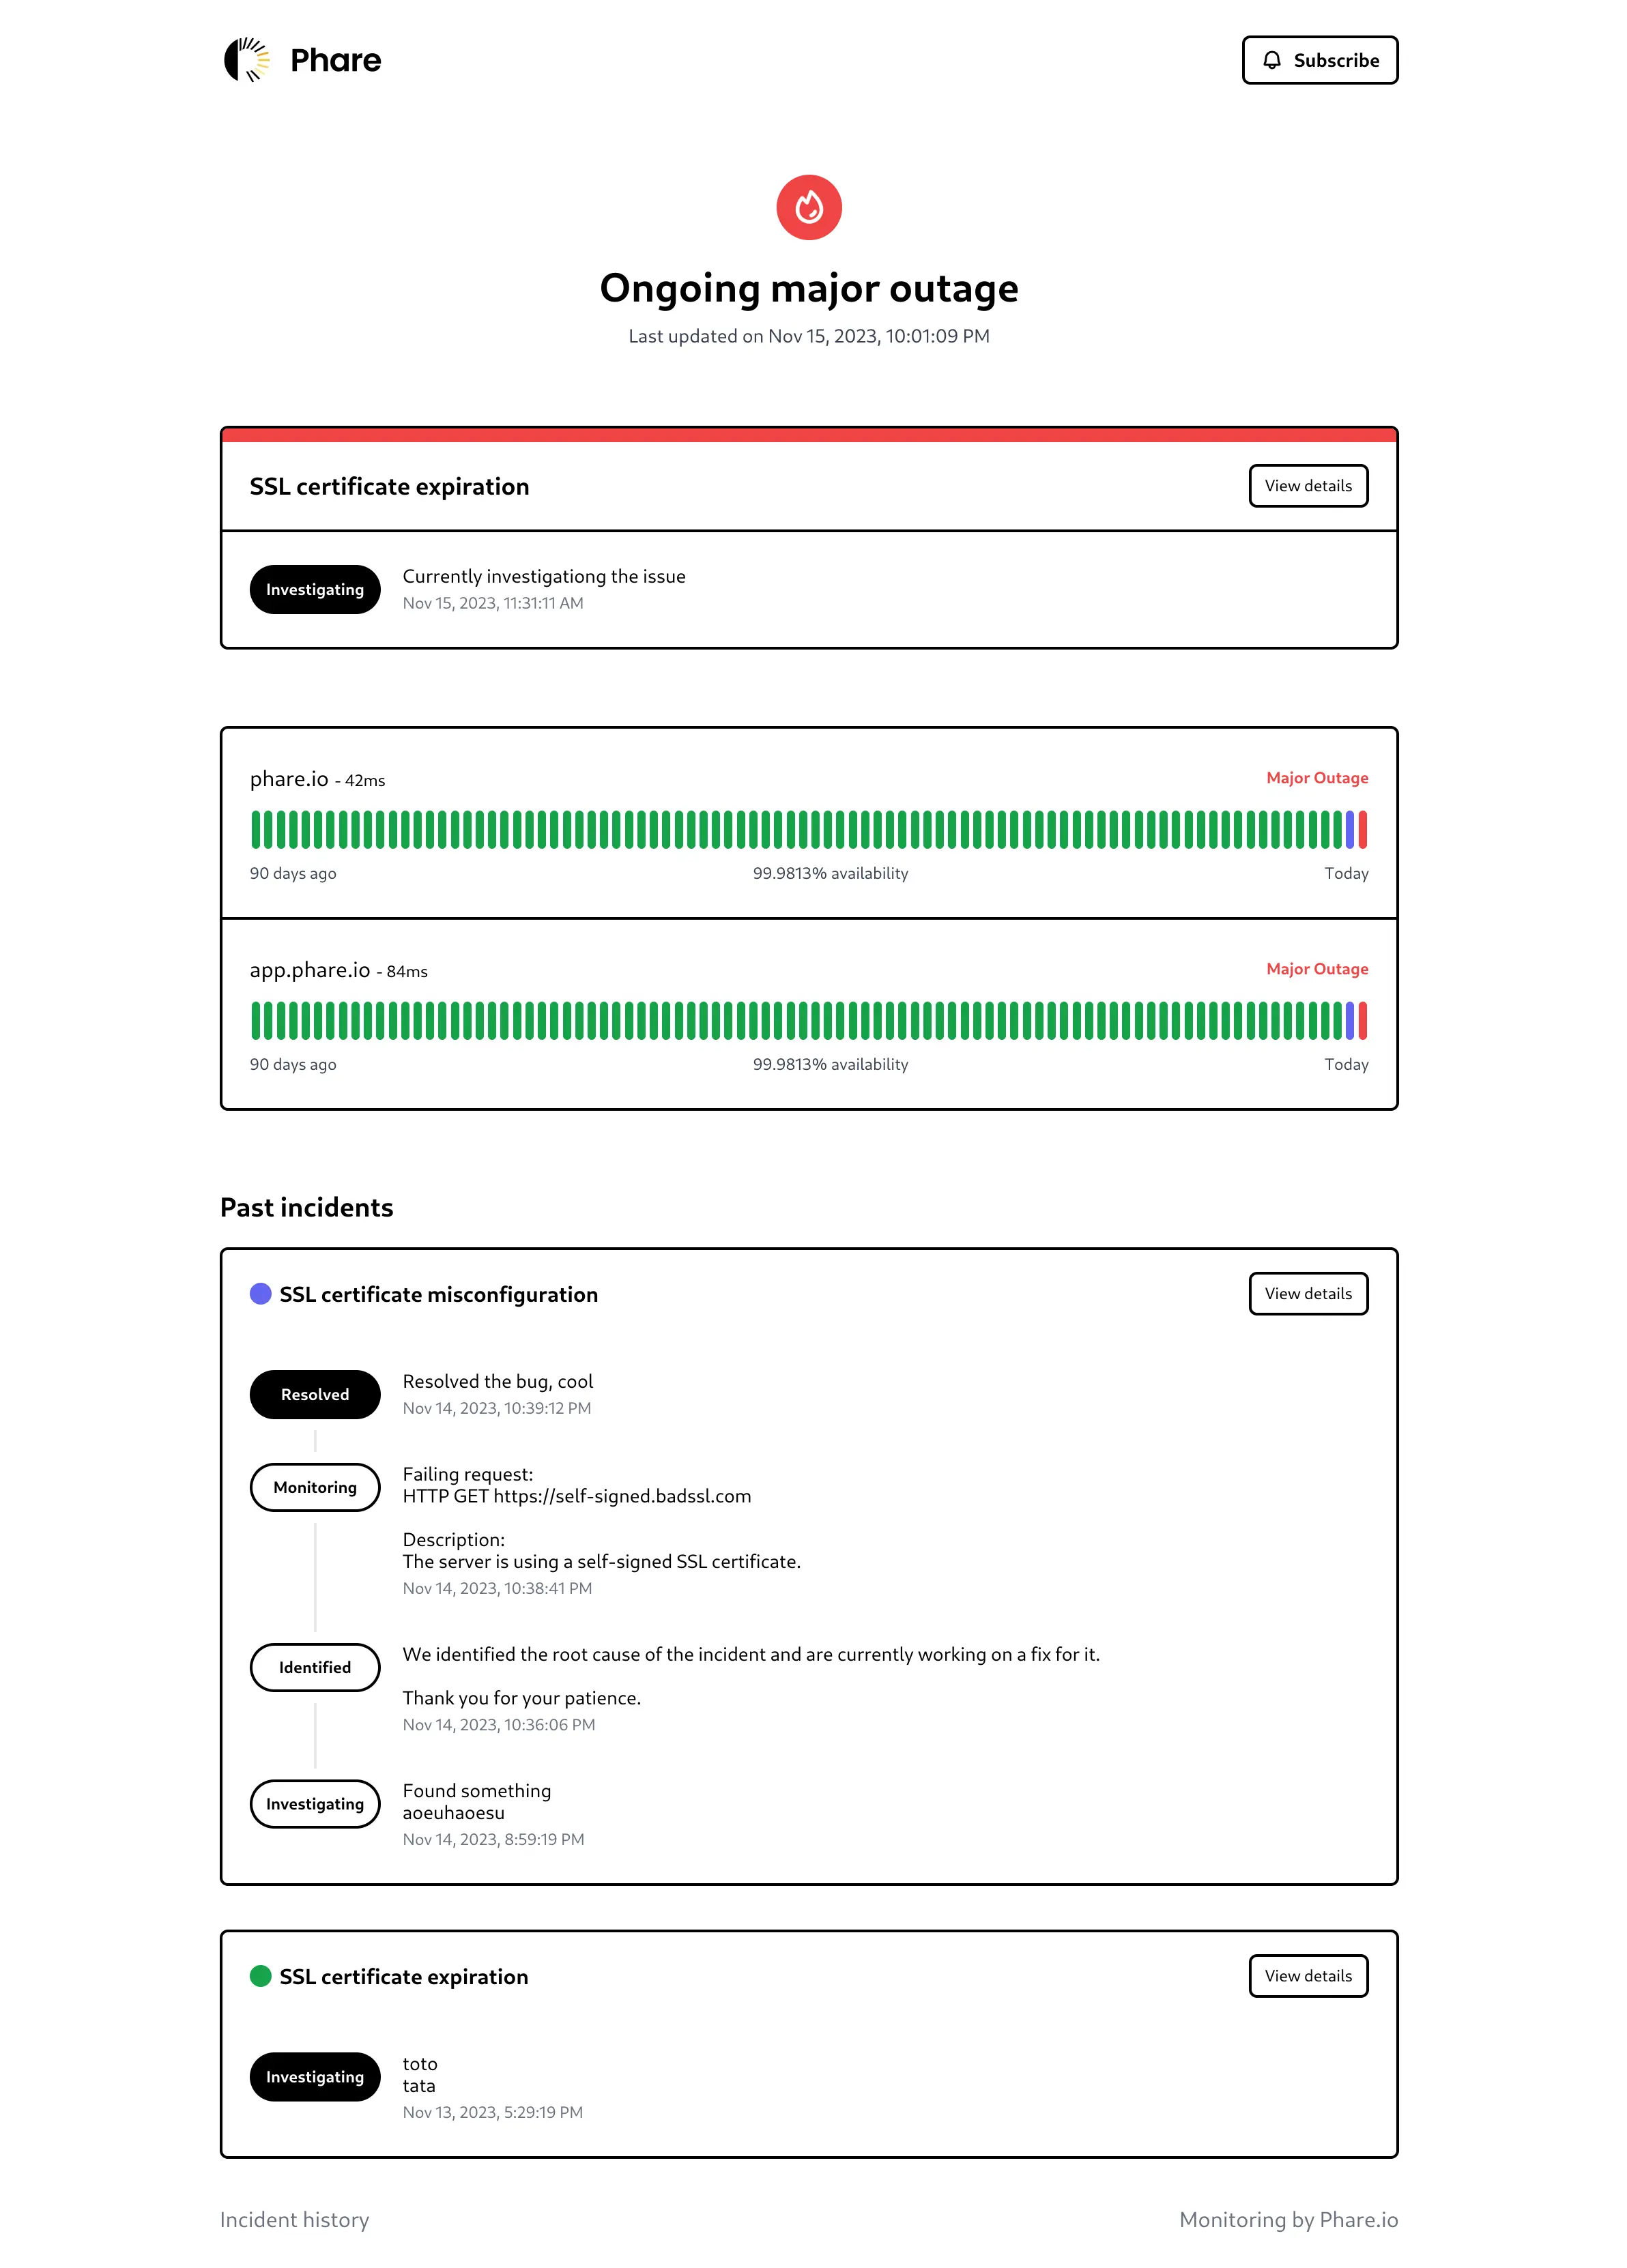 Phare
Subscribe
Ongoing major outage
Last updated on Nov 15, 2023, 10:01:09 PM
SSL certificate expiration
View details
Investigating
Currently investigationg the issue
Nov 15, 2023, 11:31:11 AM
phare.io - 42ms
Major Outage
90 days ago
99.9813% availability
Today
app.phare.io - 84ms
Major Outage
90 days ago
99.9813% availability
Today
Past incidents
SSL certificate misconfiguration
View details
Resolved
Resolved the bug, cool
Nov 14, 2023, 10:39:12 PM
Monitoring
Failing request:
HTTP GET https://self-signed.badssl.com
Description:
The server is using a self-signed SSL certificate.
Nov 14, 2023, 10:38:41 PM
Identified
We identified the root cause of the incident and are currently working on a fix for it.
Thank you for your patience.
Nov 14, 2023, 10:36:06 PM
Investigating
Found something
aoeuhaoesu
Nov 14, 2023, 8:59:19 PM
SSL certificate expiration
View details
Investigating
toto
tata
Nov 13, 2023, 5:29:19 PM
Incident history
Monitoring by Phare.io